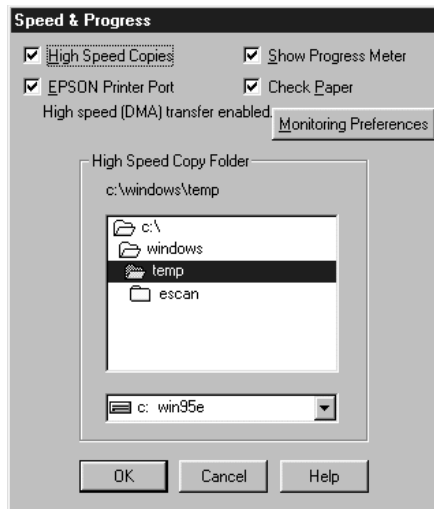 Speed & Progress
High Speed Copies
Show Progress Meter
EPSON Printer Port
Check Paper
High speed (DMA) transfer enabled.
Monitoring Preferences
High Speed Copy Folder
c:\windows\temp
c:\
windows
temp
escan
c: win95e
OK
Cancel
Help